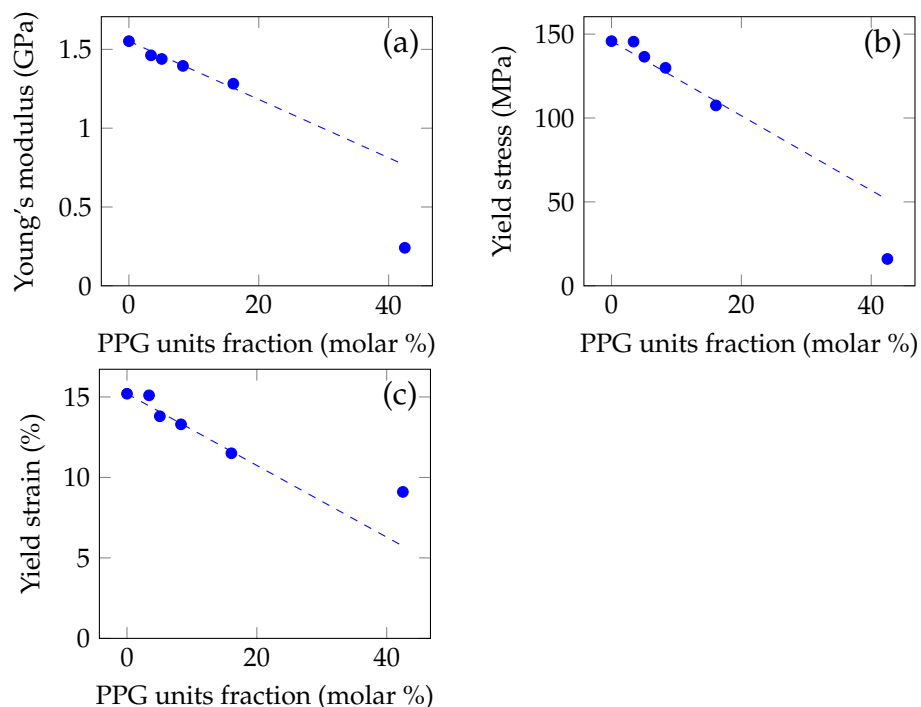 (a)
Young's modulus (GPa)
1.5
1
0.5
0
0 20 40
PPG units fraction (molar %)
(b)
Yield stress (MPa)
150
100
50
0
0 20 40
PPG units fraction (molar %)
(c)
Yield strain (%)
15
10
5
0
0 20 40
PPG units fraction (molar %)